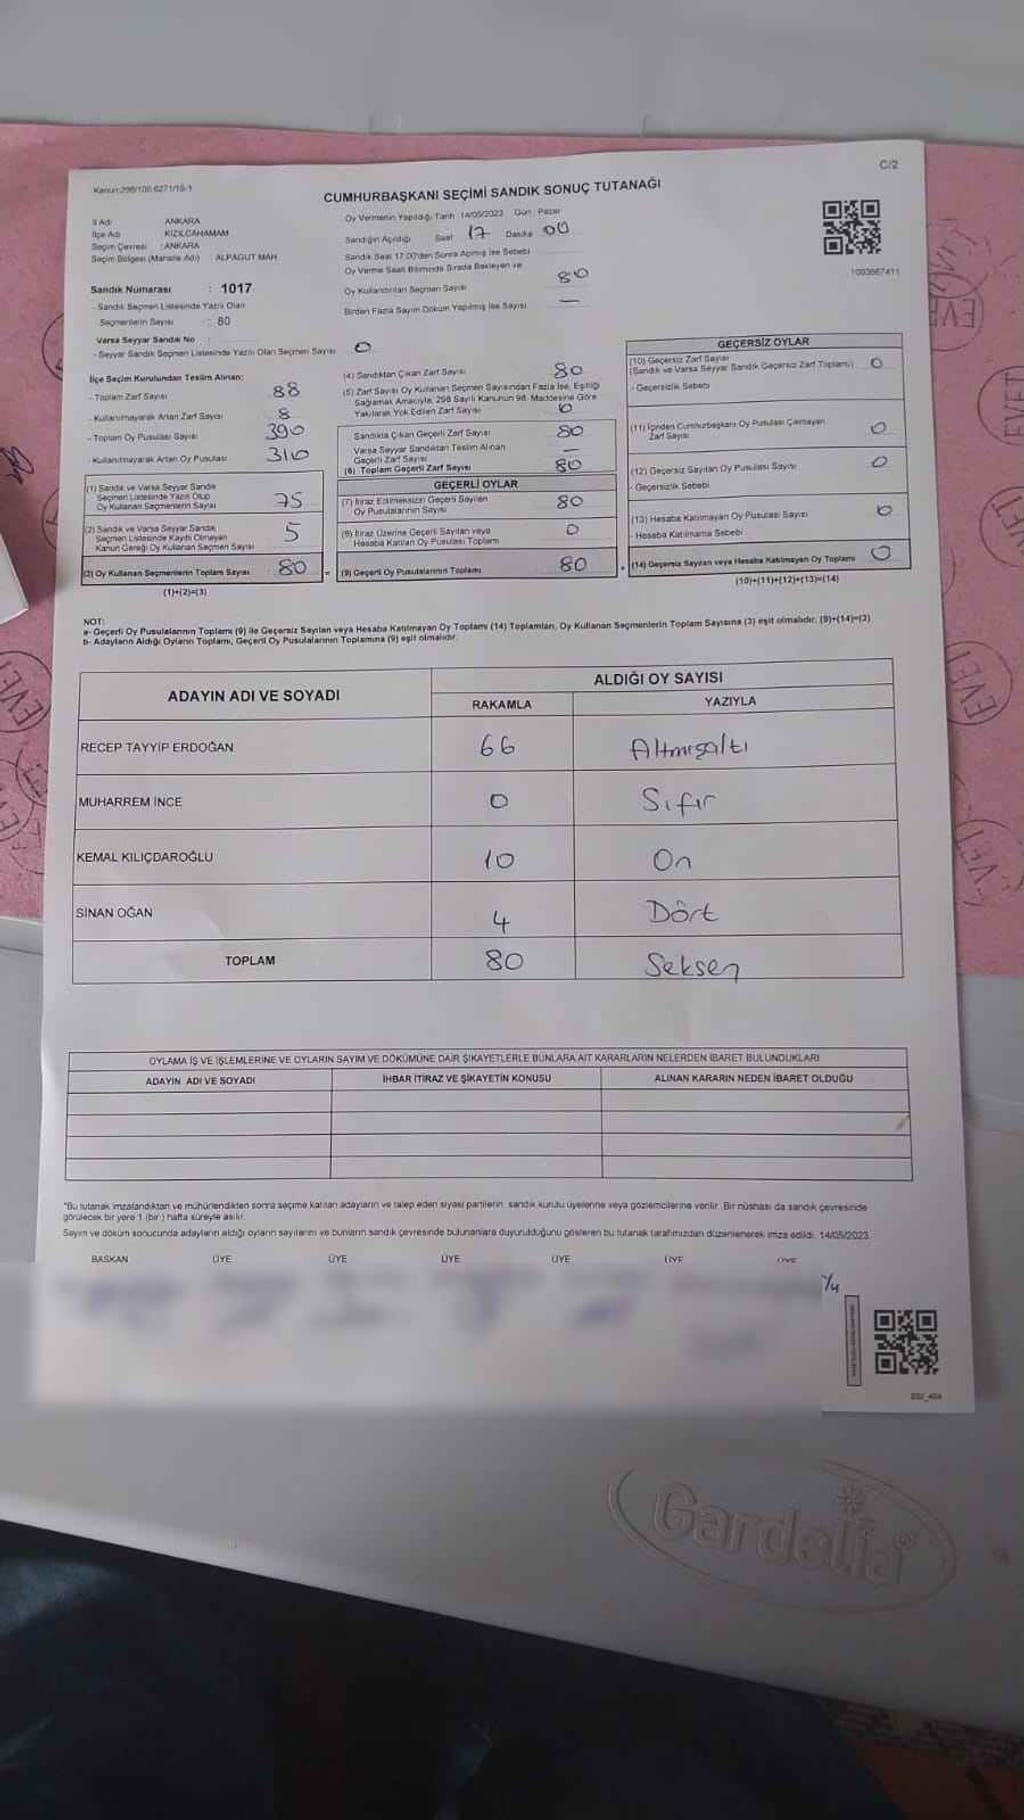 C/2
Kanun:298/105-6271/18-1
CUMHURBAŞKANI SEÇİMİ SANDIK SONUÇ TUTANAĞI
İl Adı : ANKARA
İlçe Adı : KIZILCAHAMAM
Seçim Çevresi : ANKARA
Seçim Bölgesi (Mahalle Adı) : ALPAGUT MAH
Oy Vermenin Yapıldığı Tarih : 14/05/2023 Gün : Pazar
Sandığın Açıldığı Saat 17 Dakika 00
Sandık Saat 17.00'den Sonra Açılmış İse Sebebi
Oy Verme Saati Bitiminde Sırada Bekleyen ve
Oy Kullandırılan Seçmen Sayısı 80
Birden Fazla Sayım Döküm Yapılmış İse Sayısı —
1003667411
Sandık Numarası : 1017
- Sandık Seçmen Listesinde Yazılı Olan
Seçmenlerin Sayısı : 80
Varsa Seyyar Sandık No :
- Seyyar Sandık Seçmen Listesinde Yazılı Olan Seçmen Sayısı 0
İlçe Seçim Kurulundan Teslim Alınan:
- Toplam Zarf Sayısı 88
- Kullanılmayarak Artan Zarf Sayısı 8
- Toplam Oy Pusulası Sayısı 390
- Kullanılmayarak Artan Oy Pusulası 310
(1) Sandık ve Varsa Seyyar Sandık
Seçmen Listesinde Yazılı Olup
Oy Kullanan Seçmenlerin Sayısı 75
(2) Sandık ve Varsa Seyyar Sandık
Seçmen Listesinde Kayıtlı Olmayan
Kanun Gereği Oy Kullanan Seçmen Sayısı 5
(3) Oy Kullanan Seçmenlerin Toplam Sayısı 80
(1)+(2)=(3)
(4) Sandıktan Çıkan Zarf Sayısı 80
(5) Zarf Sayısı Oy Kullanan Seçmen Sayısından Fazla İse, Eşitliği
Sağlamak Amacıyla, 298 Sayılı Kanunun 98. Maddesine Göre
Yakılarak Yok Edilen Zarf Sayısı 0
Sandıkta Çıkan Geçerli Zarf Sayısı 80
Varsa Seyyar Sandıktan Teslim Alınan
Geçerli Zarf Sayısı —
(6) Toplam Geçerli Zarf Sayısı 80
GEÇERLİ OYLAR
(7) İtiraz Edilmeksizin Geçerli Sayılan
Oy Pusulalarının Sayısı 80
(8) İtiraz Üzerine Geçerli Sayılan veya
Hesaba Katılan Oy Pusulası Toplamı 0
= (9) Geçerli Oy Pusulalarının Toplamı 80
GEÇERSİZ OYLAR
(10) Geçersiz Zarf Sayısı
(Sandık ve Varsa Seyyar Sandık Geçersiz Zarf Toplamı) 0
- Geçersizlik Sebebi
(11) İçinden Cumhurbaşkanı Oy Pusulası Çıkmayan
Zarf Sayısı 0
(12) Geçersiz Sayılan Oy Pusulası Sayısı 0
- Geçersizlik Sebebi
(13) Hesaba Katılmayan Oy Pusulası Sayısı 0
- Hesaba Katılmama Sebebi
+ (14) Geçersiz Sayılan veya Hesaba Katılmayan Oy Toplamı 0
(10)+(11)+(12)+(13)=(14)
NOT:
a- Geçerli Oy Pusulalarının Toplamı (9) ile Geçersiz Sayılan veya Hesaba Katılmayan Oy Toplamı (14) Toplamları, Oy Kullanan Seçmenlerin Toplam Sayısına (3) eşit olmalıdır. (9)+(14)=(3)
b- Adayların Aldığı Oyların Toplamı, Geçerli Oy Pusulalarının Toplamına (9) eşit olmalıdır.
ADAYIN ADI VE SOYADI
ALDIĞI OY SAYISI
RAKAMLA YAZIYLA
RECEP TAYYİP ERDOĞAN 66 Altmışaltı
MUHARREM İNCE 0 Sıfır
KEMAL KILIÇDAROĞLU 10 On
SİNAN OĞAN 4 Dört
TOPLAM 80 Seksen
OYLAMA İŞ VE İŞLEMLERİNE VE OYLARIN SAYIM VE DÖKÜMÜNE DAİR ŞİKAYETLERLE BUNLARA AİT KARARLARIN NELERDEN İBARET BULUNDUKLARI
ADAYIN ADI VE SOYADI İHBAR İTİRAZ VE ŞİKAYETİN KONUSU ALINAN KARARIN NEDEN İBARET OLDUĞU
*Bu tutanak imzalandıktan ve mühürlendikten sonra seçime katılan adayların ve talep eden siyasi partilerin, sandık kurulu üyelerine veya gözlemcilerine verilir. Bir nüshası da sandık çevresinde
görülecek bir yere 1 (bir) hafta süreyle asılır.
Sayım ve döküm sonucunda adayların aldığı oyların sayılarını ve bunların sandık çevresinde bulunanlara duyurulduğunu gösteren bu tutanak tarafımızdan düzenlenerek imza edildi. 14/05/2023
BAŞKAN ÜYE ÜYE ÜYE ÜYE ÜYE ÜYE
EVET
EVET
EVET
EVET
EVET
Gardelia